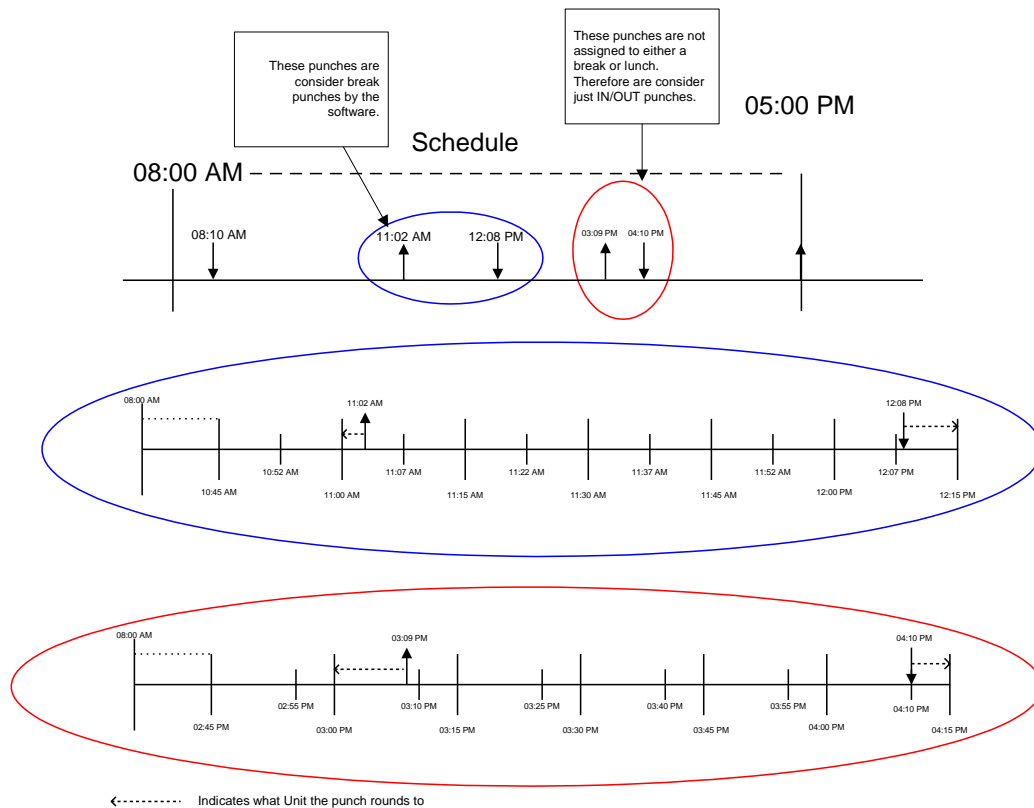 These punches are
consider break
punches by the
software.
These punches are not
assigned to either a
break or lunch.
Therefore are consider
just IN/OUT punches.
05:00 PM
Schedule
08:00 AM
08:10 AM
11:02 AM
12:08 PM
03:09 PM
04:10 PM
08:00 AM
11:02 AM
12:08 PM
10:52 AM
11:07 AM
11:22 AM
11:37 AM
11:52 AM
12:07 PM
10:45 AM
11:00 AM
11:15 AM
11:30 AM
11:45 AM
12:00 PM
12:15 PM
08:00 AM
03:09 PM
04:10 PM
02:55 PM
03:10 PM
03:25 PM
03:40 PM
03:55 PM
04:10 PM
02:45 PM
03:00 PM
03:15 PM
03:30 PM
03:45 PM
04:00 PM
04:15 PM
Indicates what Unit the punch rounds to